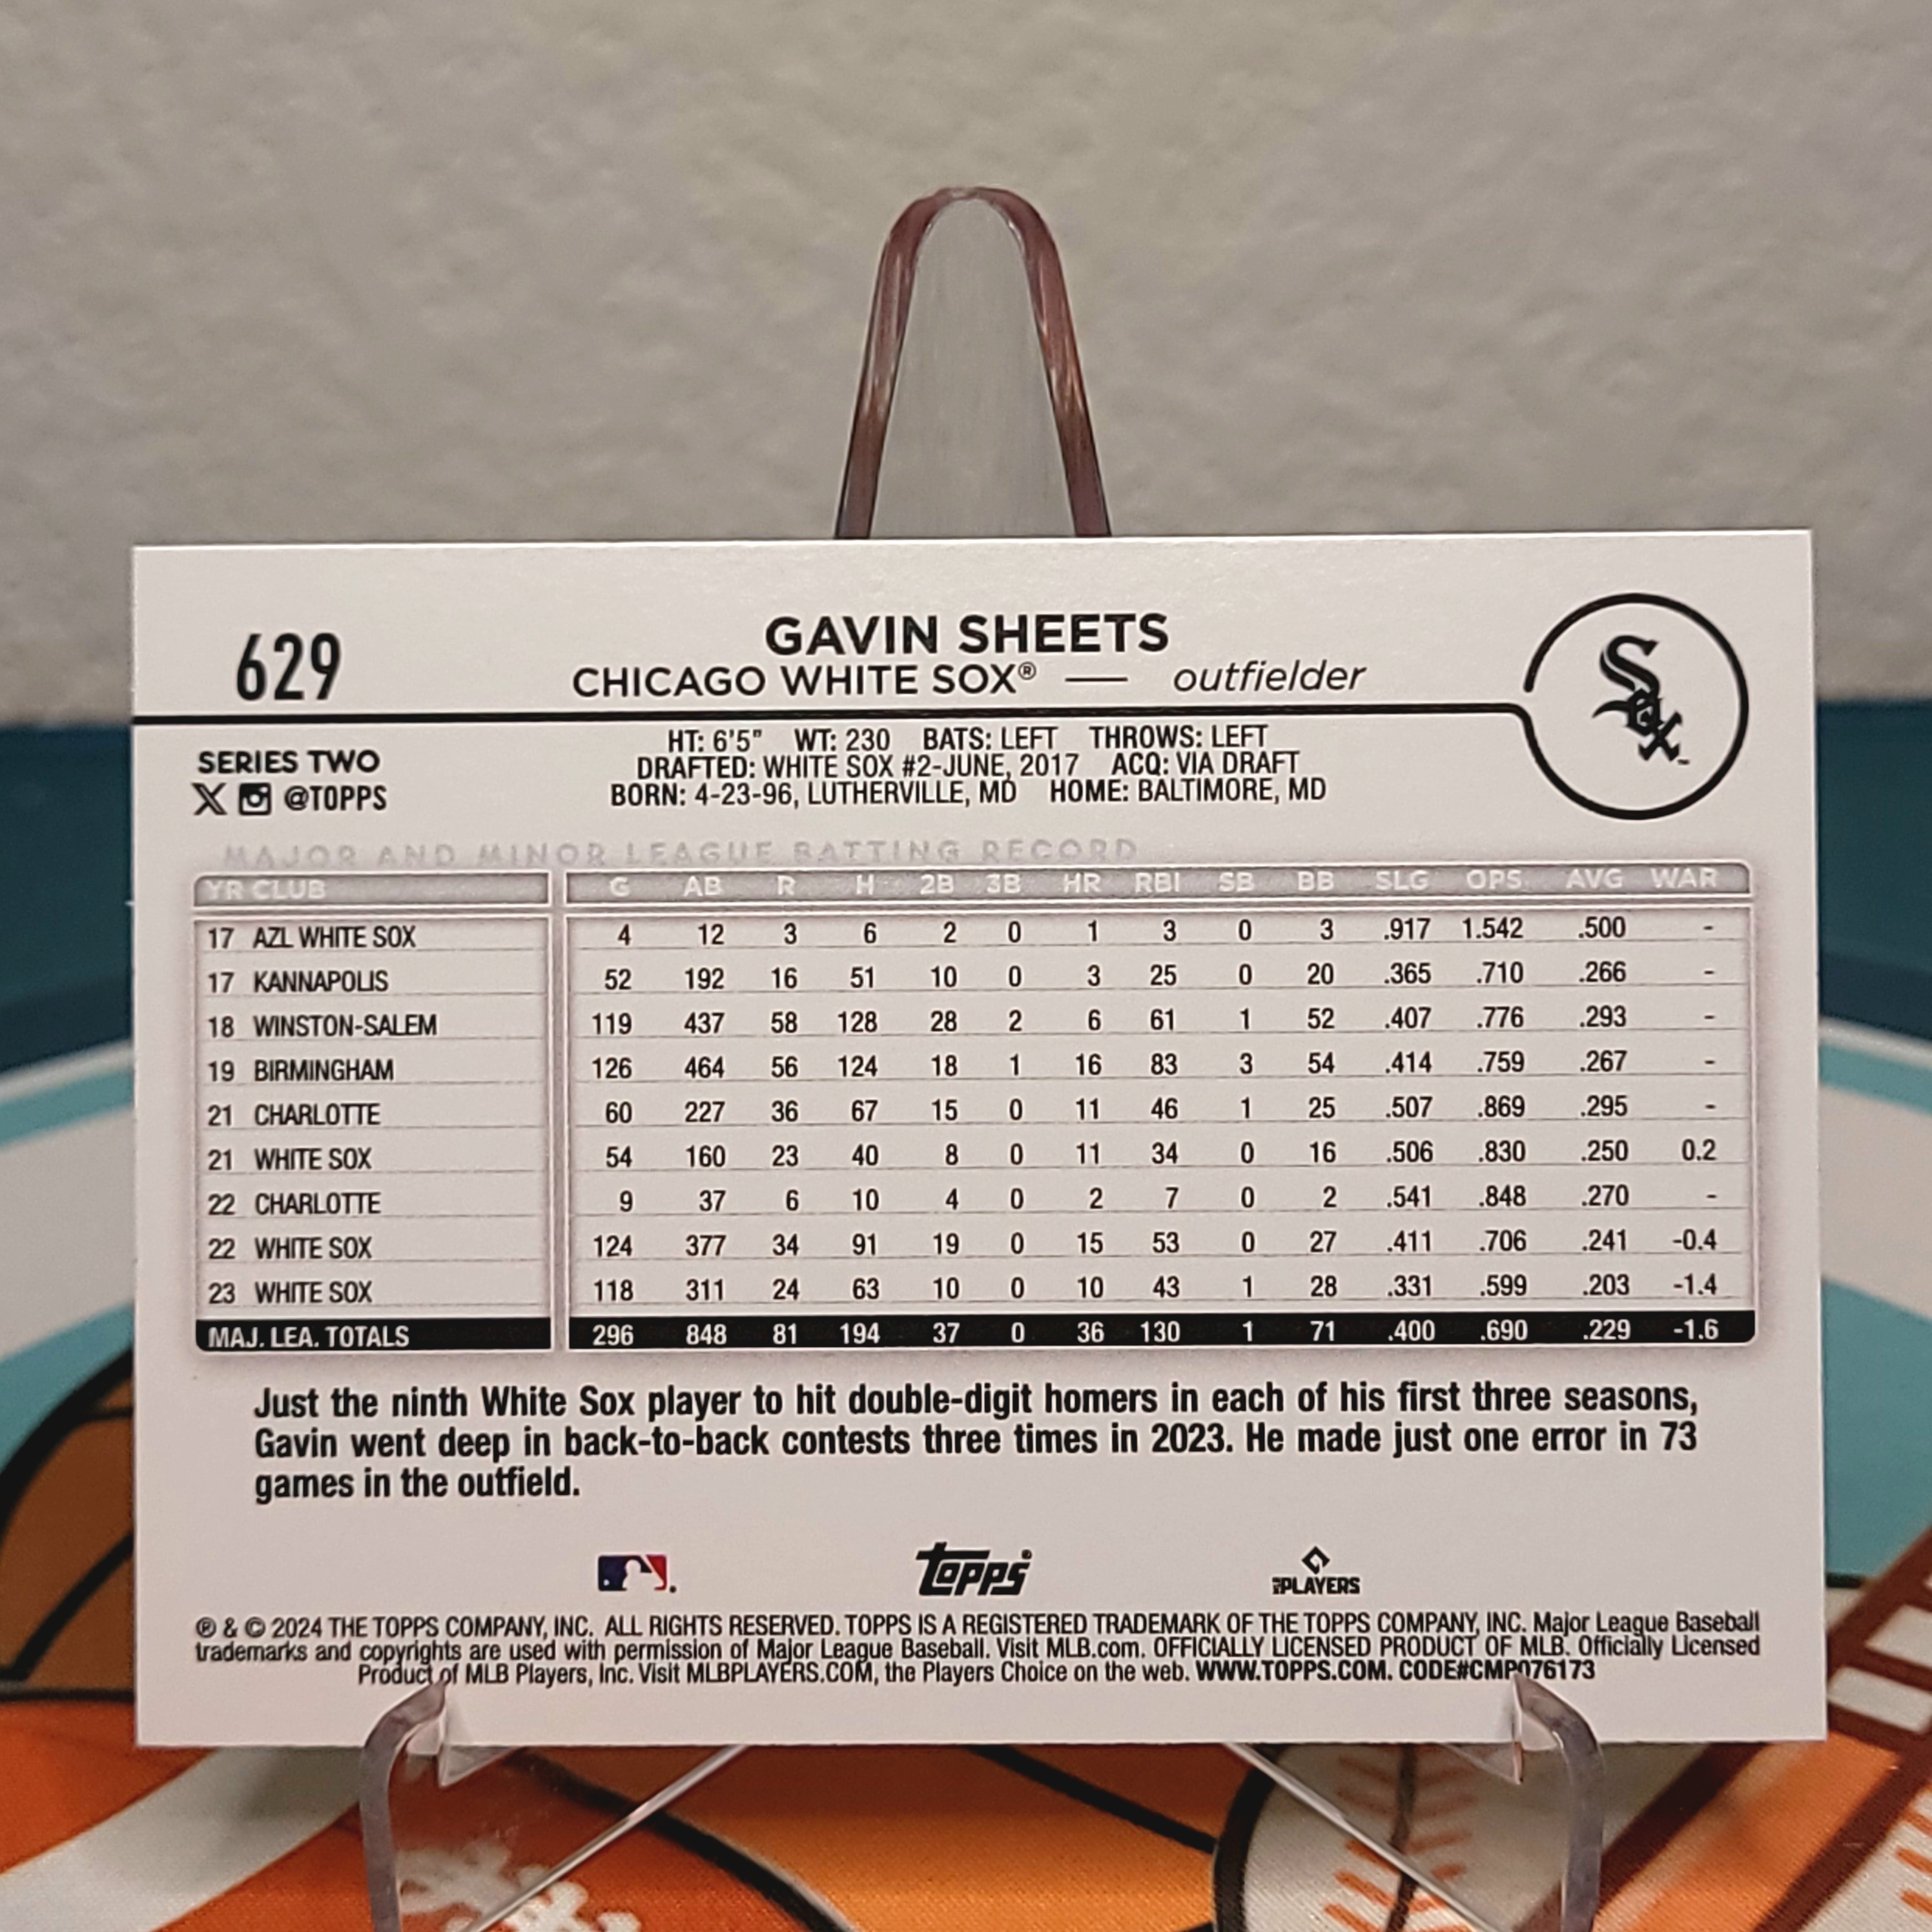 629
GAVIN SHEETS
CHICAGO WHITE SOX® — outfielder
Sox™
SERIES TWO
X @TOPPS
HT: 6'5" WT: 230 BATS: LEFT THROWS: LEFT
DRAFTED: WHITE SOX #2-JUNE, 2017 ACQ: VIA DRAFT
BORN: 4-23-96, LUTHERVILLE, MD HOME: BALTIMORE, MD
MAJOR AND MINOR LEAGUE BATTING RECORD
YR CLUB G AB R H 2B 3B HR RBI SB BB SLG OPS AVG WAR
17 AZL WHITE SOX 4 12 3 6 2 0 1 3 0 3 .917 1.542 .500 -
17 KANNAPOLIS 52 192 16 51 10 0 3 25 0 20 .365 .710 .266 -
18 WINSTON-SALEM 119 437 58 128 28 2 6 61 1 52 .407 .776 .293 -
19 BIRMINGHAM 126 464 56 124 18 1 16 83 3 54 .414 .759 .267 -
21 CHARLOTTE 60 227 36 67 15 0 11 46 1 25 .507 .869 .295 -
21 WHITE SOX 54 160 23 40 8 0 11 34 0 16 .506 .830 .250 0.2
22 CHARLOTTE 9 37 6 10 4 0 2 7 0 2 .541 .848 .270 -
22 WHITE SOX 124 377 34 91 19 0 15 53 0 27 .411 .706 .241 -0.4
23 WHITE SOX 118 311 24 63 10 0 10 43 1 28 .331 .599 .203 -1.4
MAJ. LEA. TOTALS 296 848 81 194 37 0 36 130 1 71 .400 .690 .229 -1.6
Just the ninth White Sox player to hit double-digit homers in each of his first three seasons,
Gavin went deep in back-to-back contests three times in 2023. He made just one error in 73
games in the outfield.
Topps® MLB PLAYERS
® & © 2024 THE TOPPS COMPANY, INC. ALL RIGHTS RESERVED. TOPPS IS A REGISTERED TRADEMARK OF THE TOPPS COMPANY, INC. Major League Baseball
trademarks and copyrights are used with permission of Major League Baseball. Visit MLB.com. OFFICIALLY LICENSED PRODUCT OF MLB. Officially Licensed
Product of MLB Players, Inc. Visit MLBPLAYERS.COM, the Players Choice on the web. WWW.TOPPS.COM. CODE#CMP076173